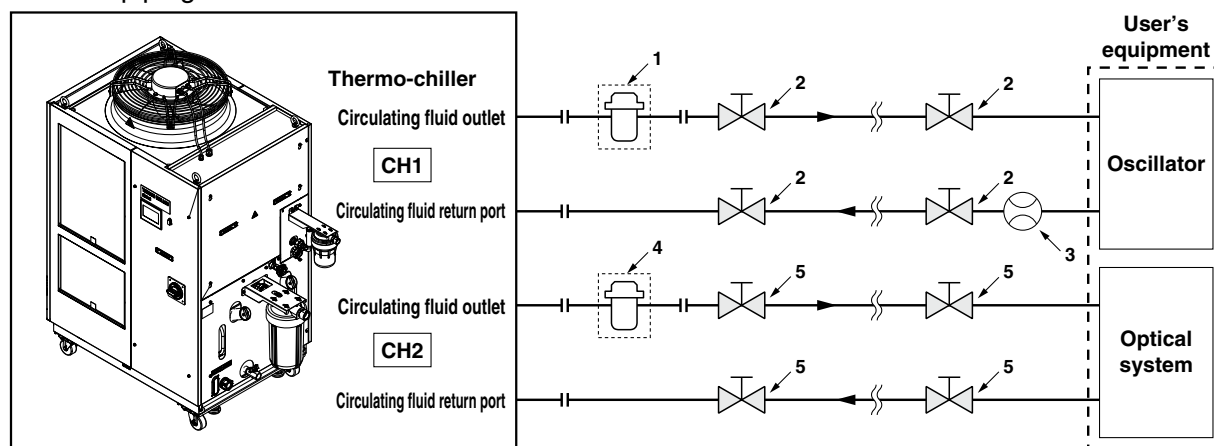 User's
equipment
Thermo-chiller
Circulating fluid outlet
CH1
Circulating fluid return port
Circulating fluid outlet
CH2
Circulating fluid return port
1
2
2
2
2
3
4
5
5
5
5
Oscillator
Optical
system